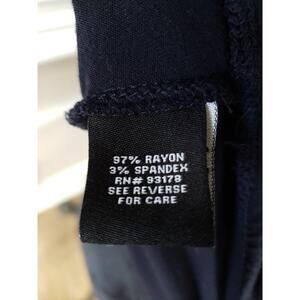 97% RAYON
3% SPANDEX
RN# 93178
SEE REVERSE
FOR CARE